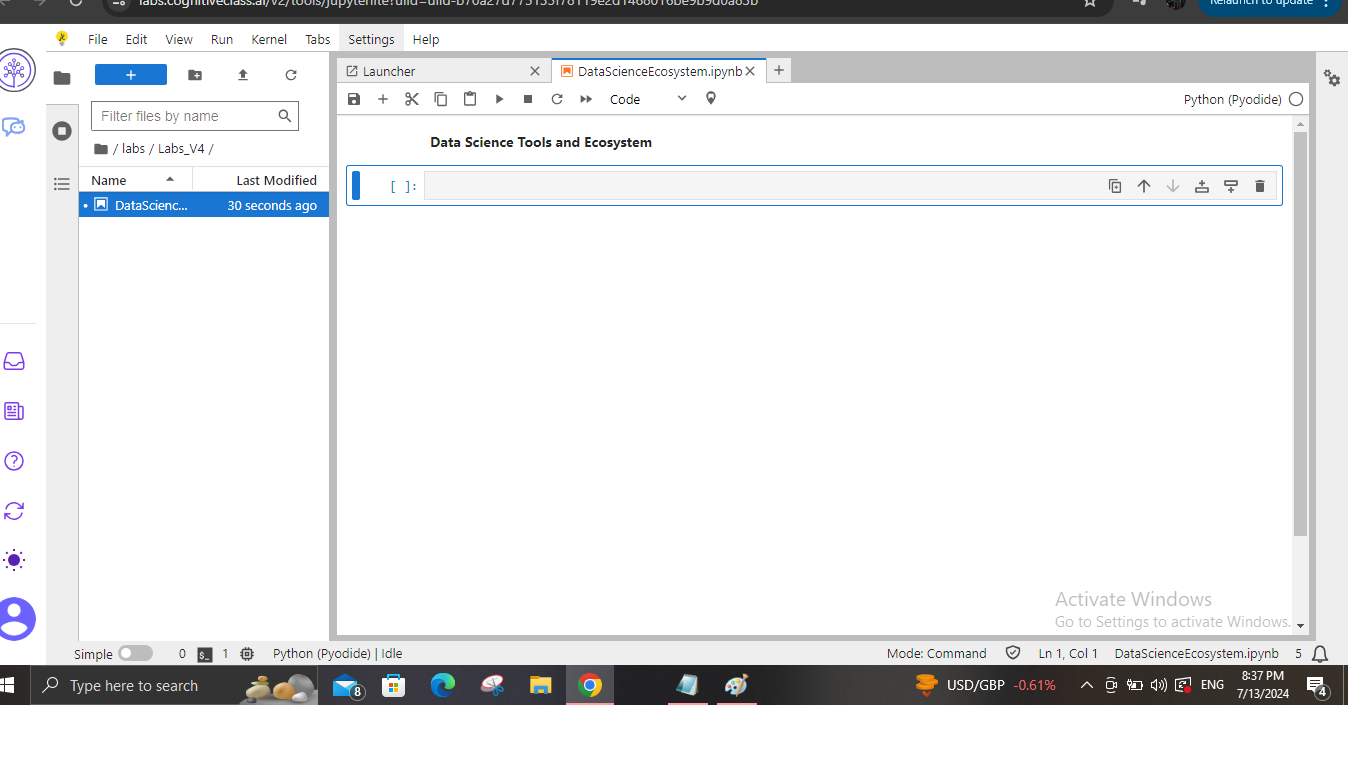 labs.cognitiveclass.ai/v2/tools/jupyterlite?ulid=ulid-b70a27d775135f78119e2d1468016be9b9d0a83b
Relaunch to update
File Edit View Run Kernel Tabs Settings Help
+
Launcher
DataScienceEcosystem.ipynb
Code
Python (Pyodide)
Filter files by name
/ labs / Labs_V4 /
Name Last Modified
DataScienc... 30 seconds ago
Data Science Tools and Ecosystem
[ ]:
Activate Windows
Go to Settings to activate Windows.
Simple 0 $_ 1 Python (Pyodide) | Idle Mode: Command Ln 1, Col 1 DataScienceEcosystem.ipynb 5
Type here to search 8 USD/GBP -0.61% ENG 8:37 PM 4
7/13/2024